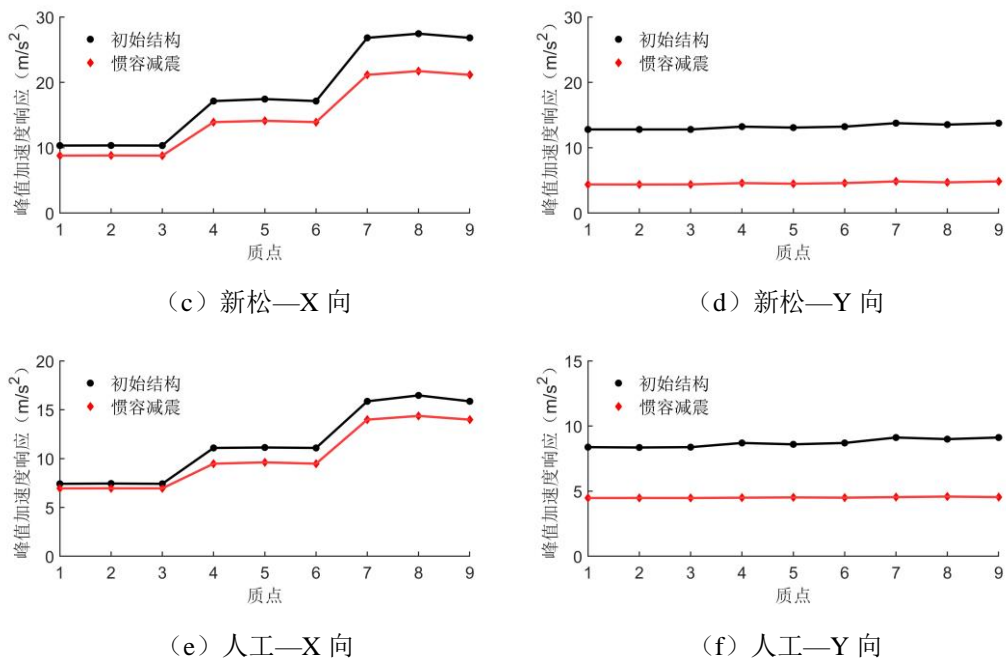 峰值加速度响应（m/s²）
30
20
10
0
初始结构
惯容减震
1 2 3 4 5 6 7 8 9
质点
（c）新松—X 向
峰值加速度响应（m/s²）
30
20
10
0
初始结构
惯容减震
1 2 3 4 5 6 7 8 9
质点
（d）新松—Y 向
峰值加速度响应（m/s²）
20
15
10
5
0
初始结构
惯容减震
1 2 3 4 5 6 7 8 9
质点
（e）人工—X 向
峰值加速度响应（m/s²）
15
10
5
0
初始结构
惯容减震
1 2 3 4 5 6 7 8 9
质点
（f）人工—Y 向